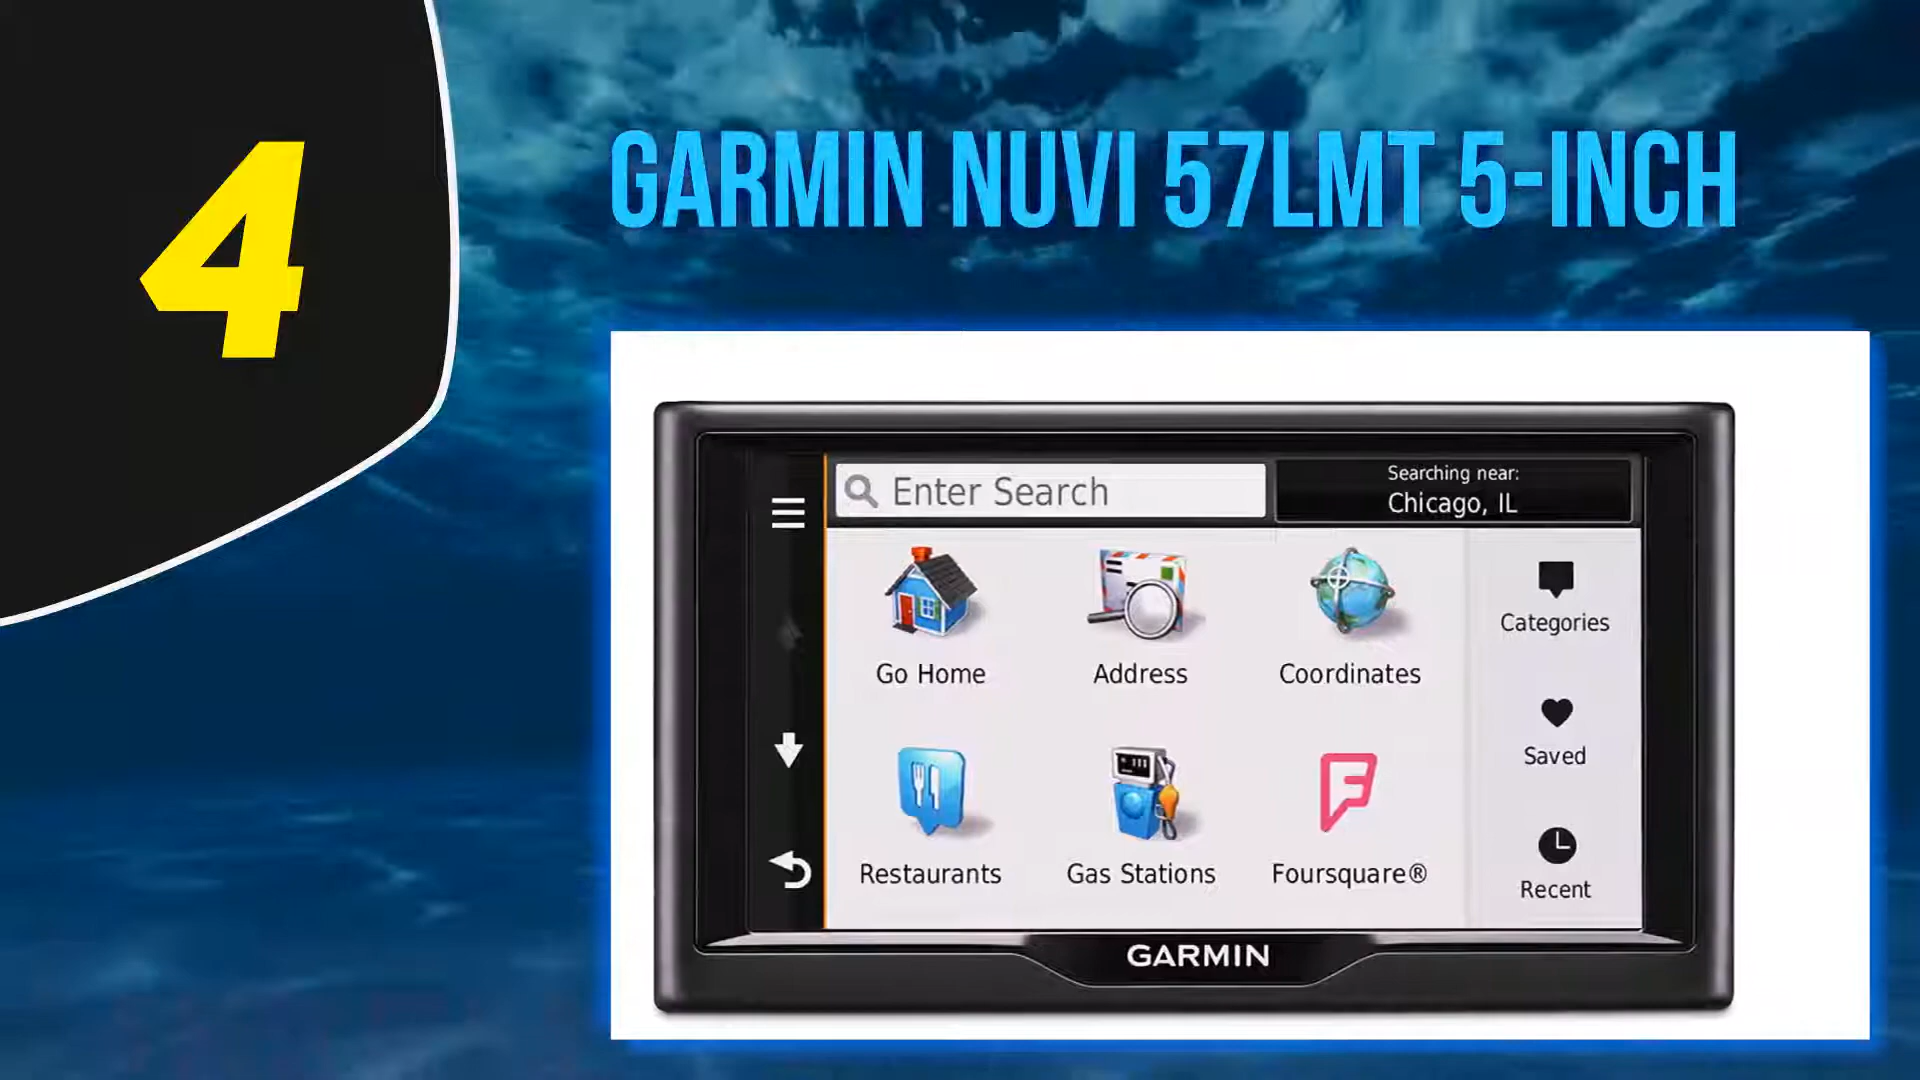 4
GARMIN NUVI 57LMT 5-INCH
Enter Search
Searching near:
Chicago, IL
Go Home
Address
Coordinates
Categories
Saved
Restaurants
Gas Stations
Foursquare®
Recent
GARMIN